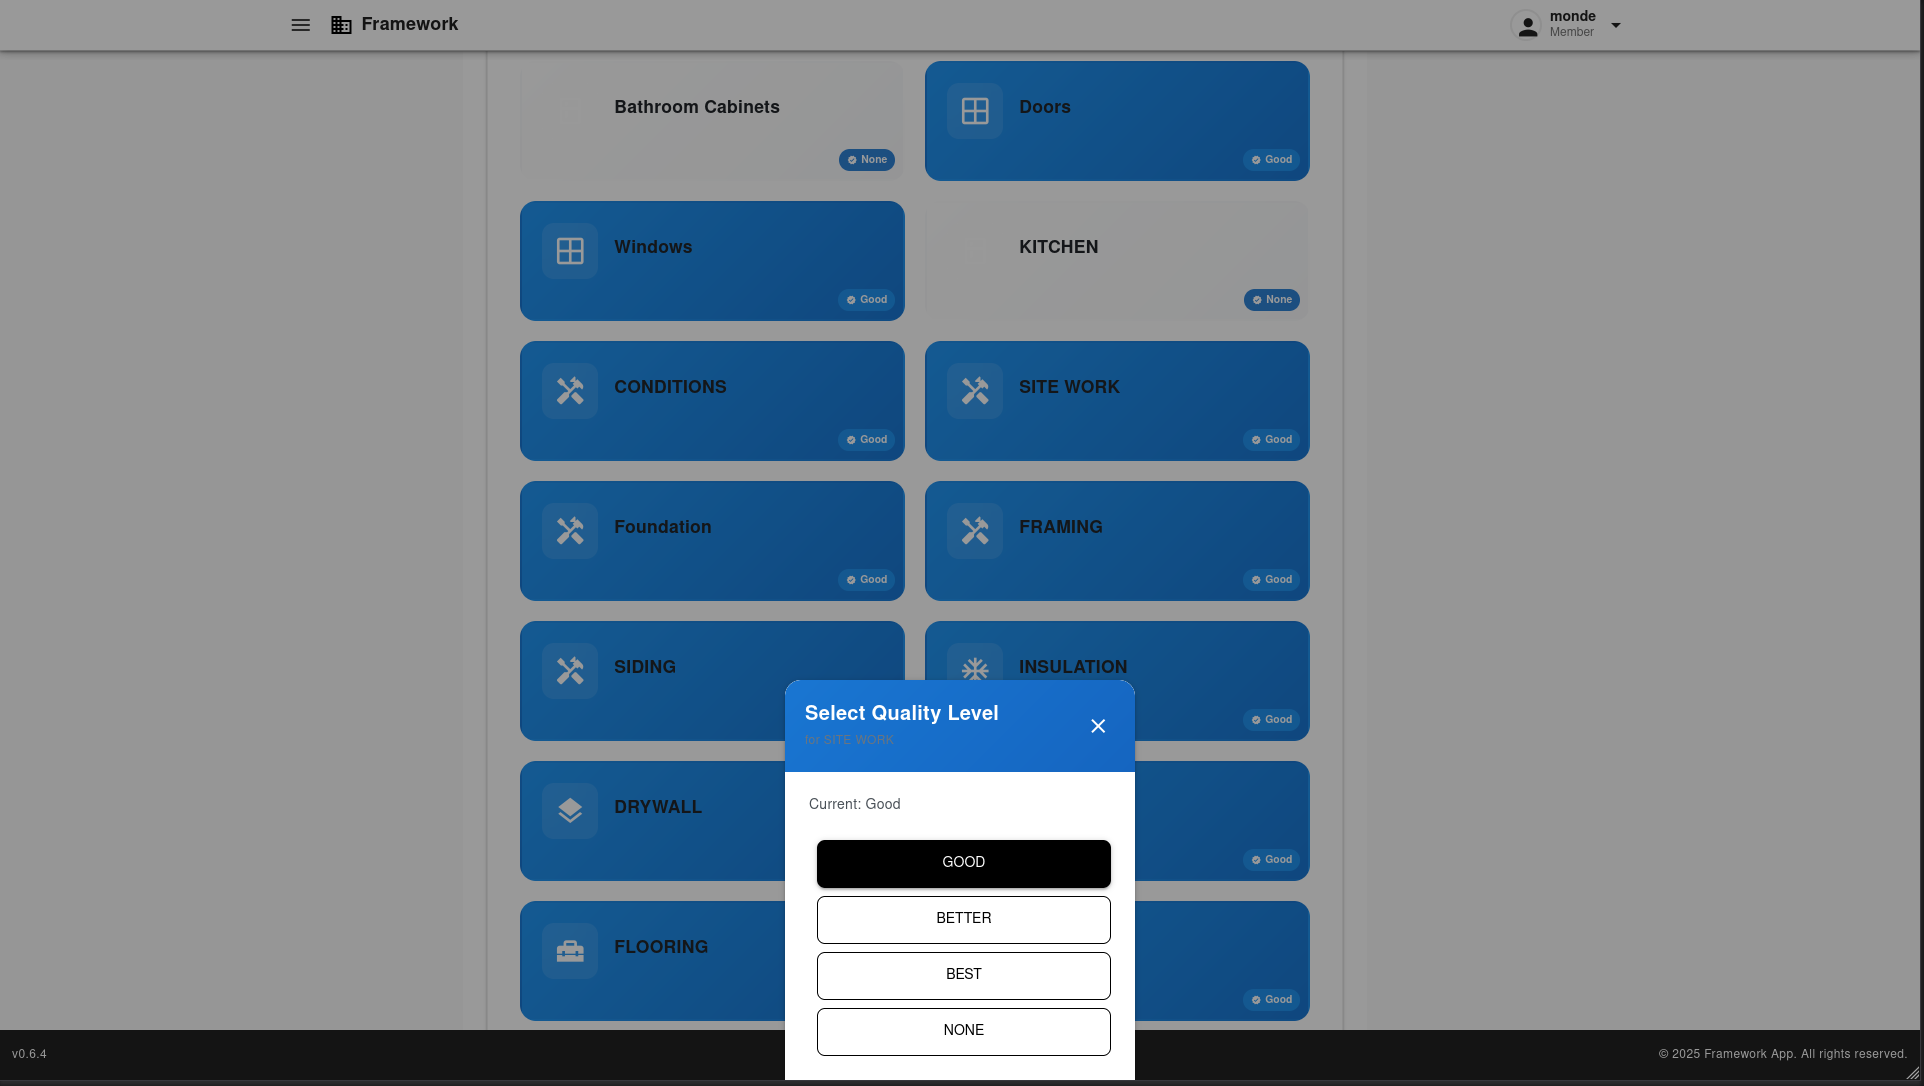 Framework
monde
Member
Bathroom Cabinets
None
Doors
Good
Windows
Good
KITCHEN
None
CONDITIONS
Good
SITE WORK
Good
Foundation
Good
FRAMING
Good
SIDING
INSULATION
Good
DRYWALL
Good
FLOORING
Good
Select Quality Level
for SITE WORK
Current: Good
GOOD
BETTER
BEST
NONE
v0.6.4
© 2025 Framework App. All rights reserved.